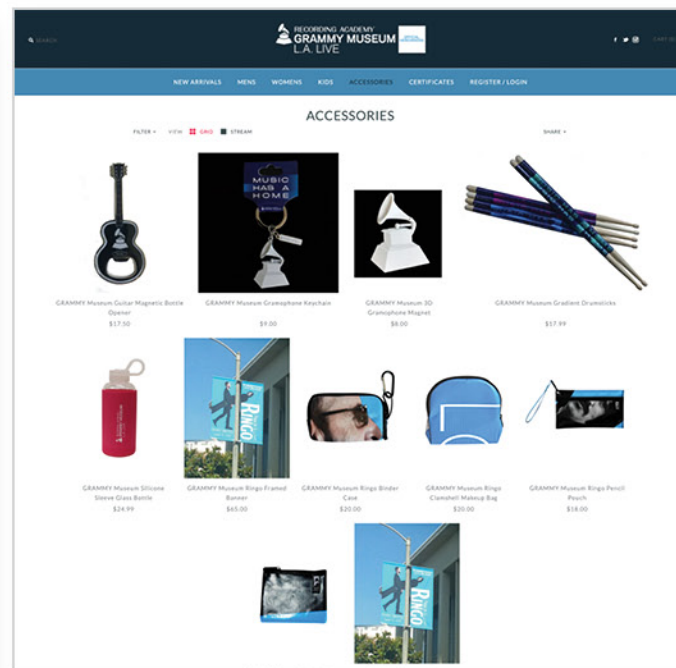 SEARCH
RECORDING ACADEMY
GRAMMY MUSEUM
L.A. LIVE
CART (0)
NEW ARRIVALS MENS WOMENS KIDS ACCESSORIES CERTIFICATES REGISTER / LOGIN
ACCESSORIES
FILTER VIEW GRID STREAM SHARE
MUSIC
HAS A
HOME
GRAMMY Museum Guitar Magnetic Bottle
Opener
$17.50
GRAMMY Museum Gramophone Keychain
$9.00
GRAMMY Museum 3D
Gramophone Magnet
$8.00
GRAMMY Museum Gradient Drumsticks
$17.99
RINGO
GRAMMY Museum Silicone
Sleeve Glass Bottle
$24.99
GRAMMY Museum Ringo Framed
Banner
$65.00
GRAMMY Museum Ringo Binder
Case
$20.00
GRAMMY Museum Ringo
Clamshell Makeup Bag
$20.00
GRAMMY Museum Ringo Pencil
Pouch
$18.00
RINGO